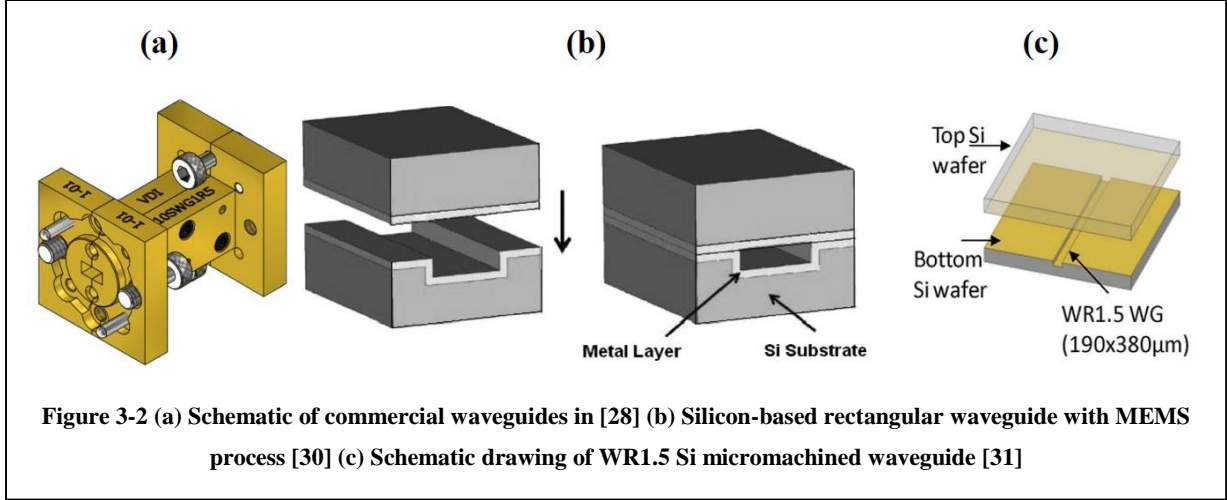 (a)
(b)
(c)
1-01
VDI
1-01
10SWG1R5
Metal Layer
Si Substrate
Top Si
wafer
Bottom
Si wafer
WR1.5 WG
(190x380μm)
Figure 3-2 (a) Schematic of commercial waveguides in [28] (b) Silicon-based rectangular waveguide with MEMS
process [30] (c) Schematic drawing of WR1.5 Si micromachined waveguide [31]